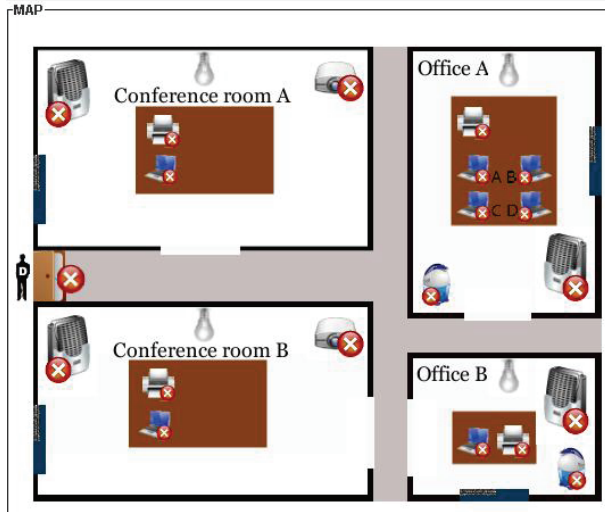 MAP
Office A
Conference room A
A B
C D
D
Conference room B
Office B